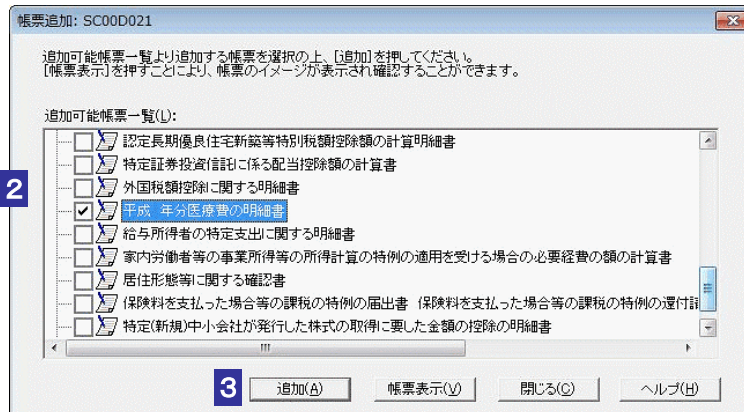 帳票追加: SC00D021
追加可能帳票一覧より追加する帳票を選択の上、[追加]を押してください。
[帳票表示]を押すことにより、帳票のイメージが表示され確認することができます。
追加可能帳票一覧(L):
認定長期優良住宅新築等特別税額控除額の計算明細書
特定証券投資信託に係る配当控除額の計算書
外国税額控除に関する明細書
2
平成 年分医療費の明細書
給与所得者の特定支出に関する明細書
家内労働者等の事業所得等の所得計算の特例の適用を受ける場合の必要経費の額の計算書
居住形態等に関する確認書
保険料を支払った場合等の課税の特例の届出書 保険料を支払った場合等の課税の特例の還付請
特定(新規)中小会社が発行した株式の取得に要した金額の控除の明細書
3 追加(A) 帳票表示(V) 閉じる(C) ヘルプ(H)